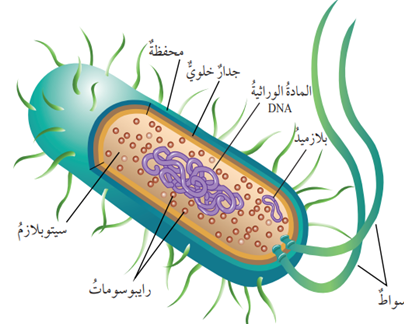 محفظةٌ
جدارٌ خلويٌّ
المادةُ الوراثيةُ
DNA
بلازميدٌ
سيتوبلازمٌ
رايبوسوماتٌ
سواطٌ